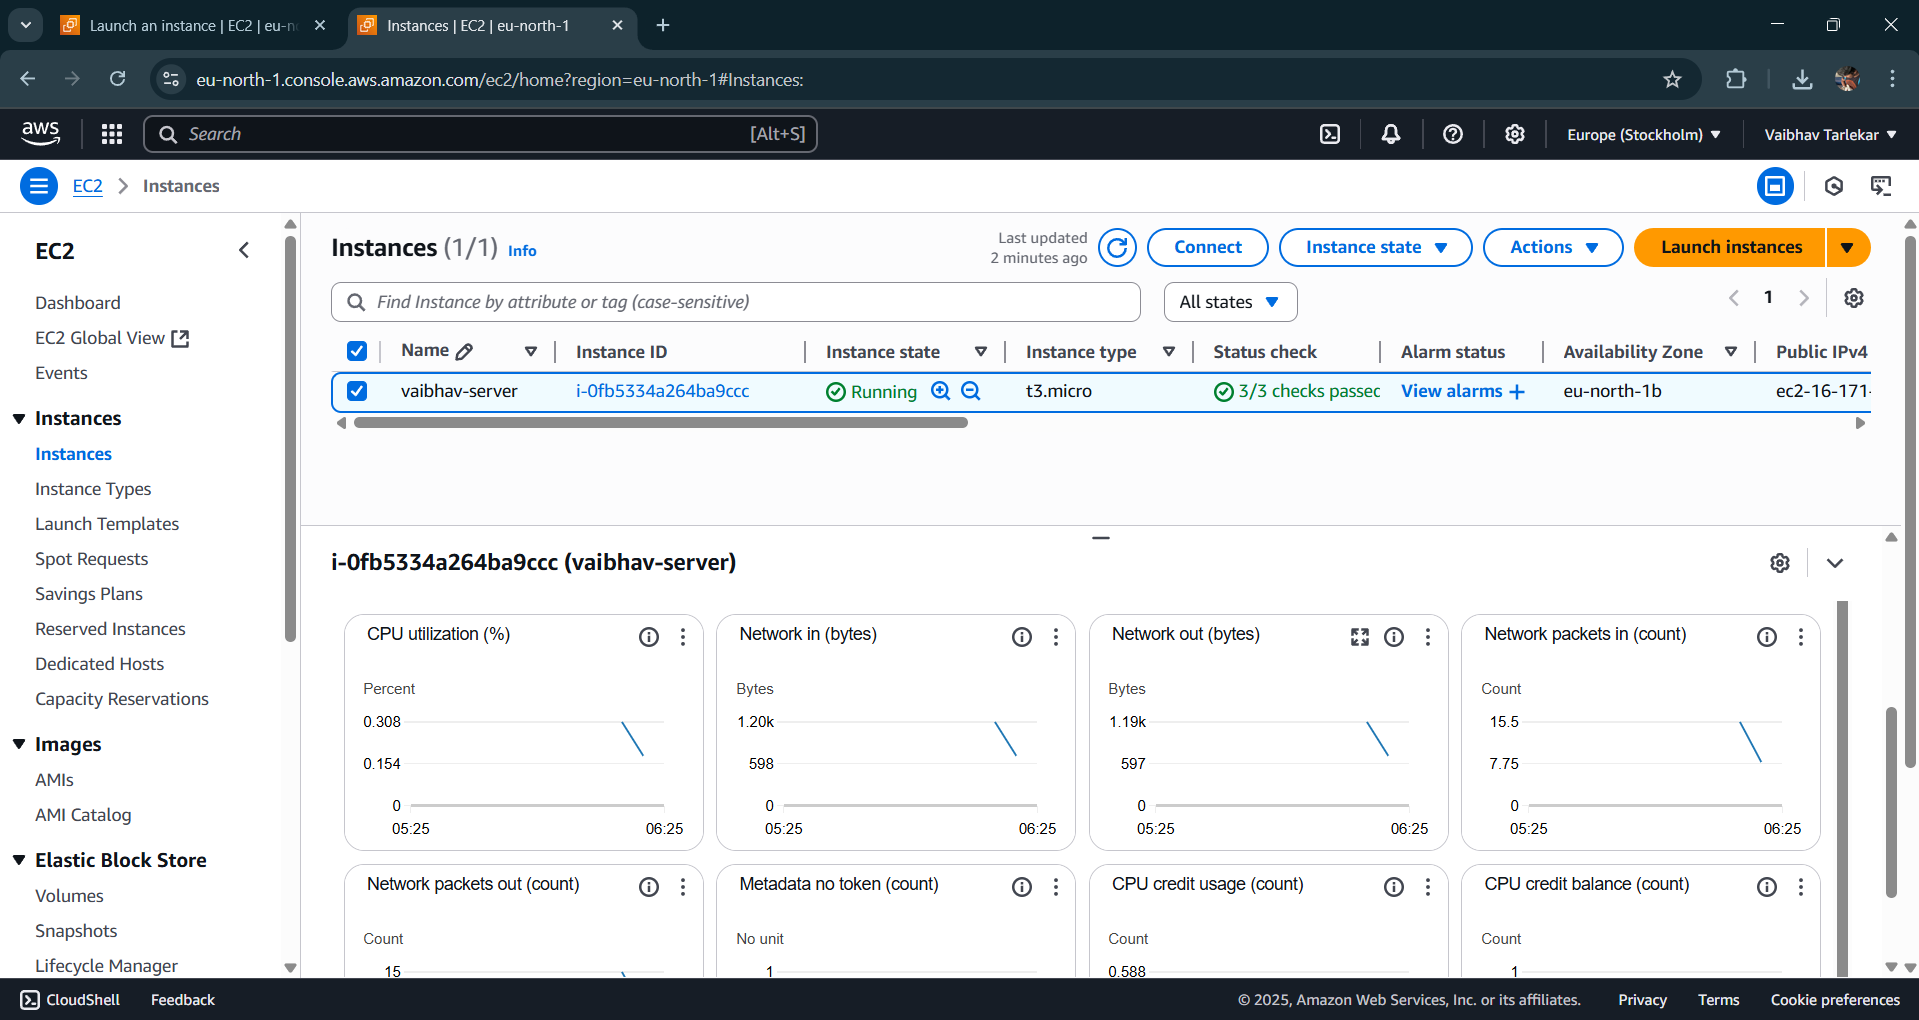 Launch an instance | EC2 | eu-n
Instances | EC2 | eu-north-1
eu-north-1.console.aws.amazon.com/ec2/home?region=eu-north-1#Instances:
aws
Search
[Alt+S]
Europe (Stockholm)
Vaibhav Tarlekar
EC2
Instances
EC2
Dashboard
EC2 Global View
Events
Instances
Instances
Instance Types
Launch Templates
Spot Requests
Savings Plans
Reserved Instances
Dedicated Hosts
Capacity Reservations
Images
AMIs
AMI Catalog
Elastic Block Store
Volumes
Snapshots
Lifecycle Manager
Instances (1/1) Info
Last updated
2 minutes ago
Connect
Instance state
Actions
Launch instances
Find Instance by attribute or tag (case-sensitive)
All states
1
Name Instance ID Instance state Instance type Status check Alarm status Availability Zone Public IPv4
vaibhav-server i-0fb5334a264ba9ccc Running t3.micro 3/3 checks passec View alarms + eu-north-1b ec2-16-171-
i-0fb5334a264ba9ccc (vaibhav-server)
CPU utilization (%)
Percent
0.308
0.154
0
05:25 06:25
Network in (bytes)
Bytes
1.20k
598
0
05:25 06:25
Network out (bytes)
Bytes
1.19k
597
0
05:25 06:25
Network packets in (count)
Count
15.5
7.75
0
05:25 06:25
Network packets out (count)
Count
15
Metadata no token (count)
No unit
1
CPU credit usage (count)
Count
0.588
CPU credit balance (count)
Count
1
CloudShell
Feedback
© 2025, Amazon Web Services, Inc. or its affiliates.
Privacy
Terms
Cookie preferences